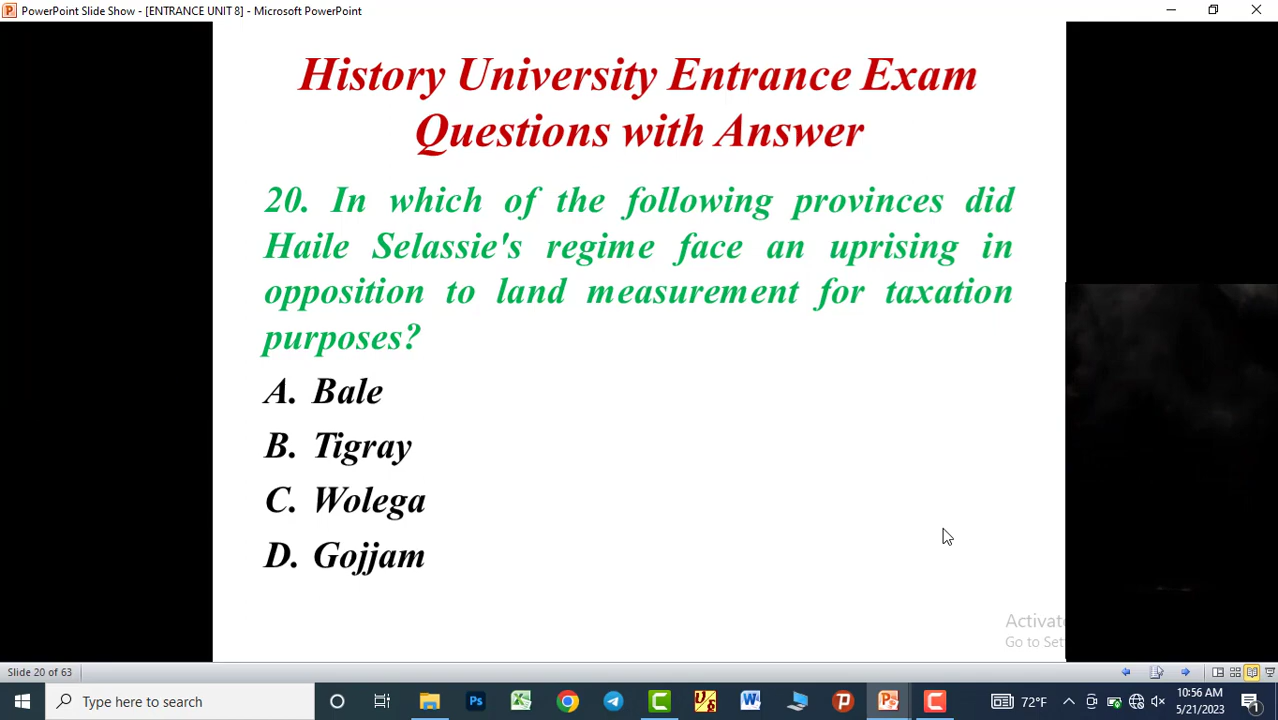 PowerPoint Slide Show - [ENTRANCE UNIT 8] - Microsoft PowerPoint
History University Entrance Exam
Questions with Answer
20. In which of the following provinces did
Haile Selassie's regime face an uprising in
opposition to land measurement for taxation
purposes?
A. Bale
B. Tigray
C. Wolega
D. Gojjam
Activate
Go to Set
Slide 20 of 63
Type here to search
72°F
10:56 AM
5/21/2023